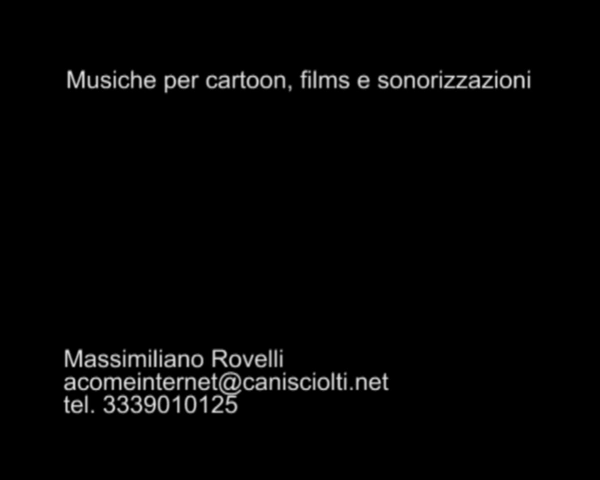 Musiche per cartoon, films e sonorizzazioni
Massimiliano Rovelli
acomeinternet@canisciolti.net
tel. 3339010125